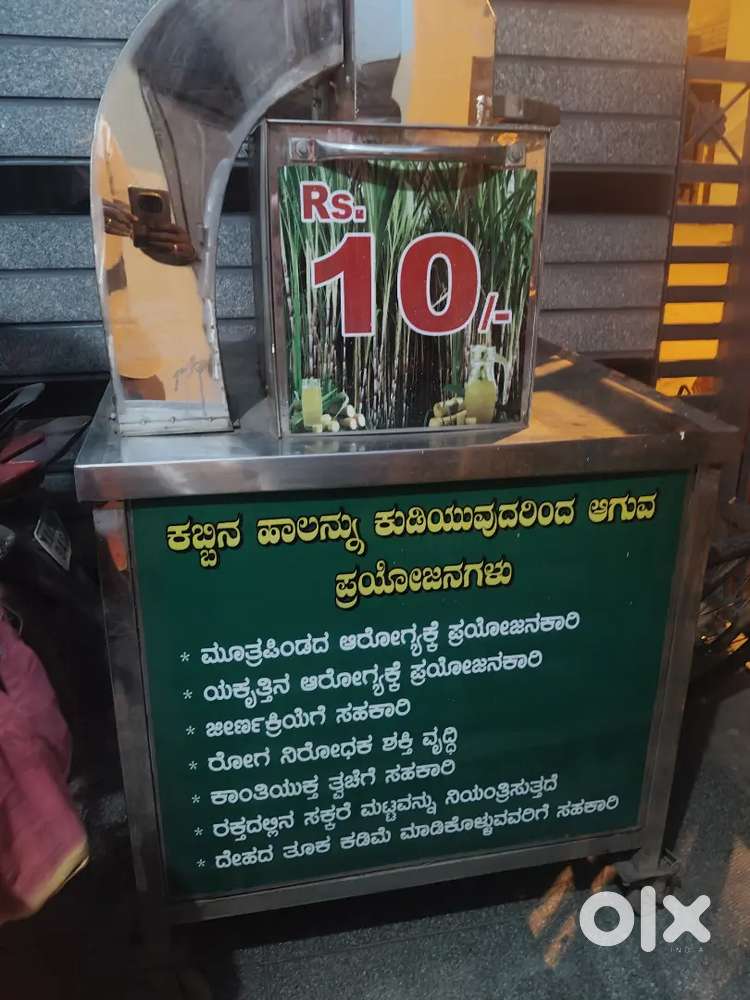 Rs.
10/-
ಕಬ್ಬಿನ ಹಾಲನ್ನು ಕುಡಿಯುವುದರಿಂದ ಆಗುವ
ಪ್ರಯೋಜನಗಳು
* ಮೂತ್ರಪಿಂಡದ ಆರೋಗ್ಯಕ್ಕೆ ಪ್ರಯೋಜನಕಾರಿ
* ಯಕೃತ್ತಿನ ಆರೋಗ್ಯಕ್ಕೆ ಪ್ರಯೋಜನಕಾರಿ
* ಜೀರ್ಣಕ್ರಿಯೆಗೆ ಸಹಕಾರಿ
* ರೋಗ ನಿರೋಧಕ ಶಕ್ತಿ ವೃದ್ಧಿ
* ಕಾಂತಿಯುಕ್ತ ತ್ವಚೆಗೆ ಸಹಕಾರಿ
* ರಕ್ತದಲ್ಲಿನ ಸಕ್ಕರೆ ಮಟ್ಟವನ್ನು ನಿಯಂತ್ರಿಸುತ್ತದೆ
* ದೇಹದ ತೂಕ ಕಡಿಮೆ ಮಾಡಿಕೊಳ್ಳುವವರಿಗೆ ಸಹಕಾರಿ
olx
INDIA